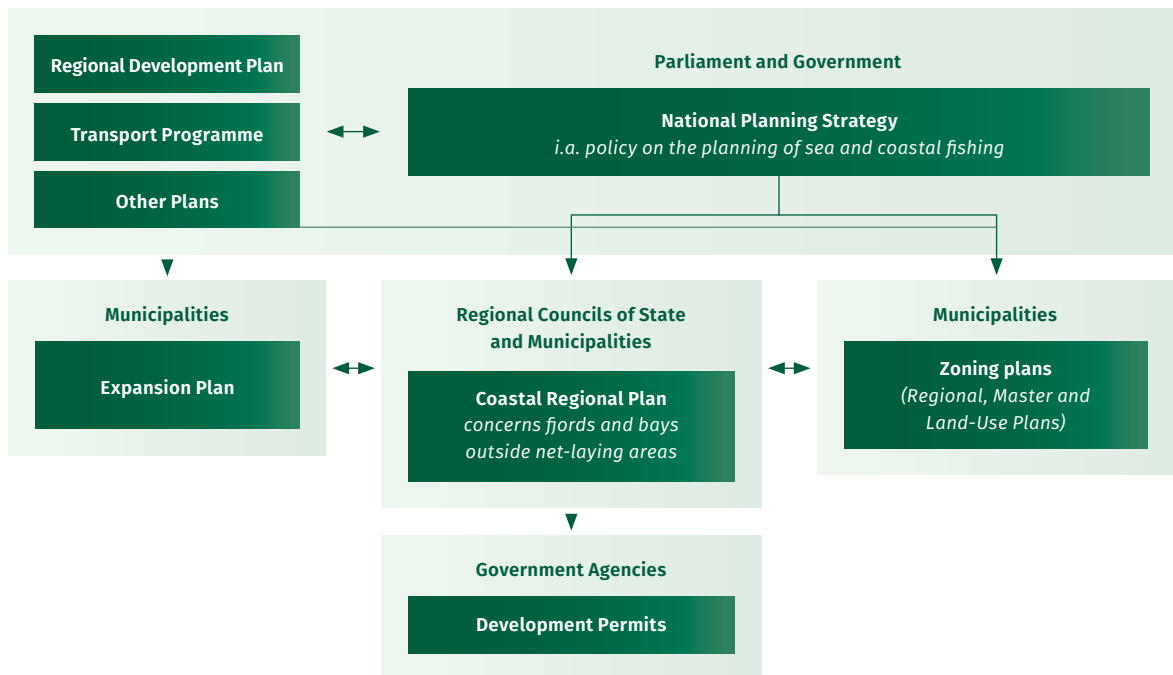 Regional Development Plan
Transport Programme
Other Plans
Parliament and Government
National Planning Strategy
i.a. policy on the planning of sea and coastal fishing
Municipalities
Expansion Plan
Regional Councils of State
and Municipalities
Coastal Regional Plan
concerns fjords and bays
outside net-laying areas
Municipalities
Zoning plans
(Regional, Master and
Land-Use Plans)
Government Agencies
Development Permits